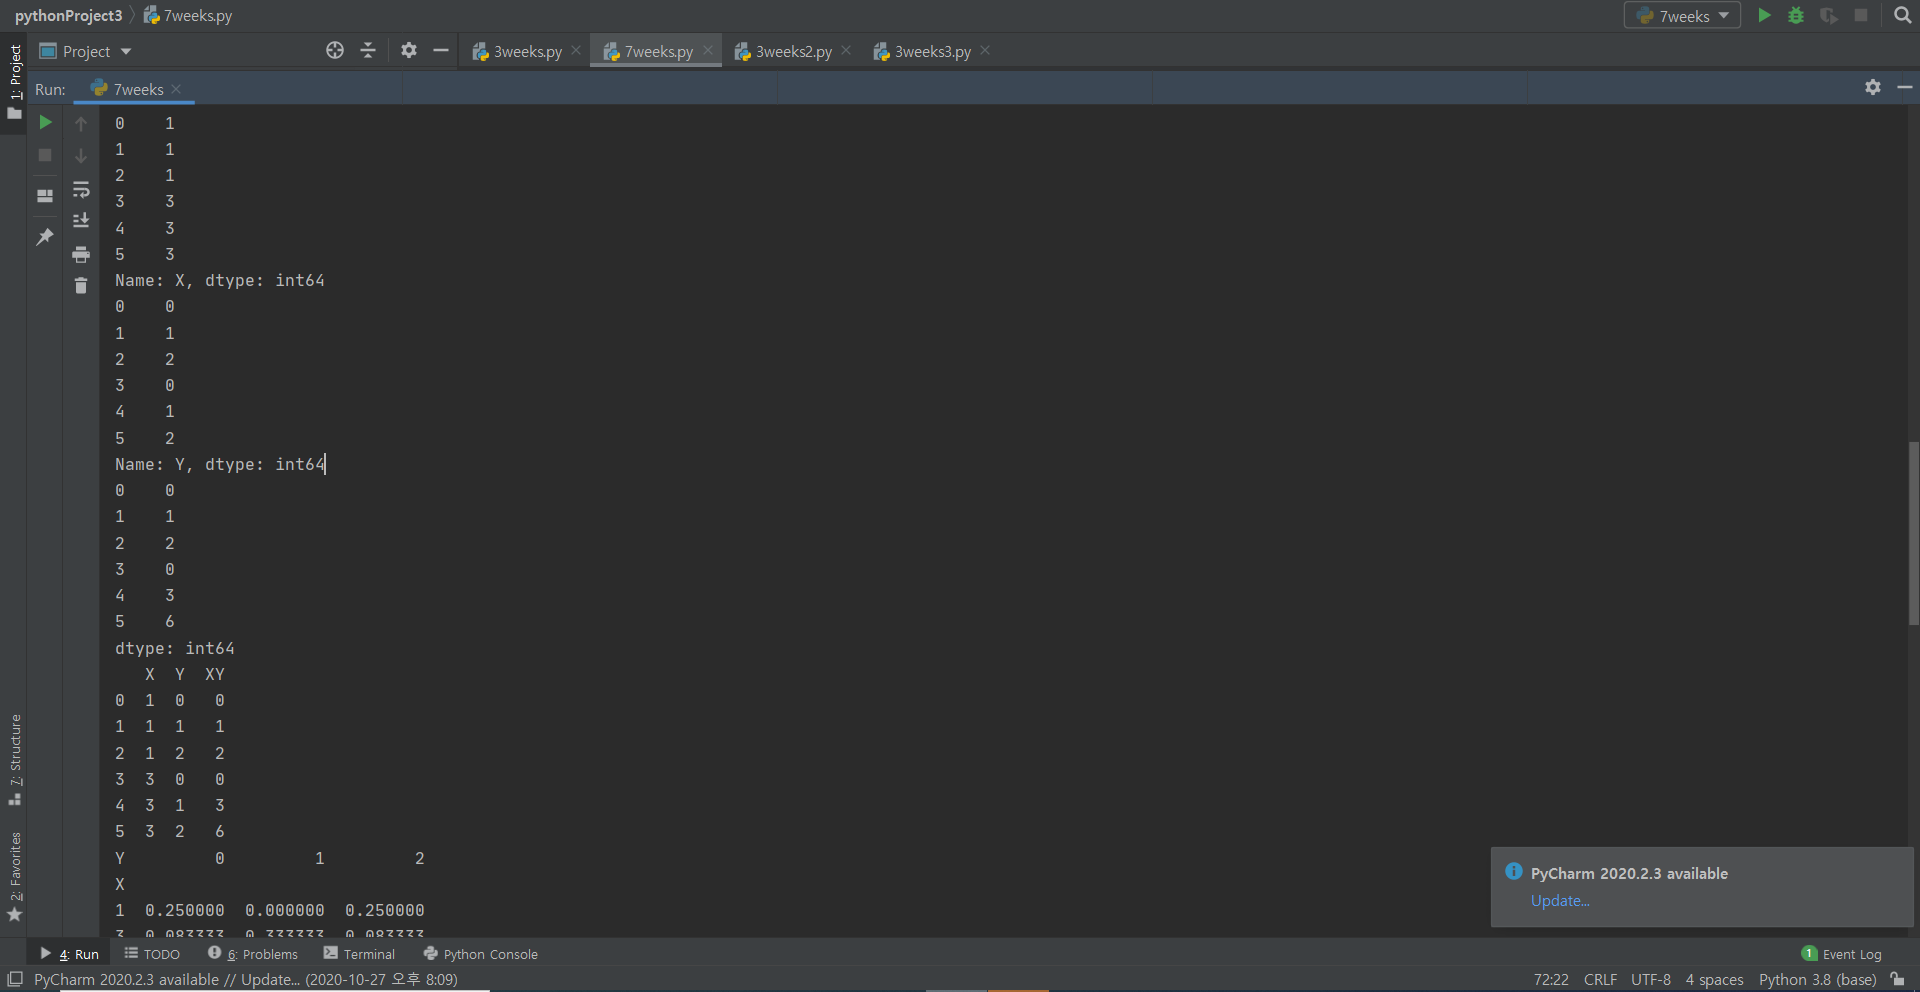 pythonProject3 7weeks.py 7weeks
Project 3weeks.py 7weeks.py 3weeks2.py 3weeks3.py
1: Project
Run: 7weeks
0 1
1 1
2 1
3 3
4 3
5 3
Name: X, dtype: int64
0 0
1 1
2 2
3 0
4 1
5 2
Name: Y, dtype: int64
0 0
1 1
2 2
3 0
4 3
5 6
dtype: int64
X Y XY
0 1 0 0
1 1 1 1
2 1 2 2
3 3 0 0
4 3 1 3
5 3 2 6
Y 0 1 2
X
1 0.250000 0.000000 0.250000
3 0.083333 0.333333 0.083333
7: Structure
2: Favorites
PyCharm 2020.2.3 available
Update...
4: Run TODO 6: Problems Terminal Python Console 1 Event Log
PyCharm 2020.2.3 available // Update... (2020-10-27 오후 8:09) 72:22 CRLF UTF-8 4 spaces Python 3.8 (base)